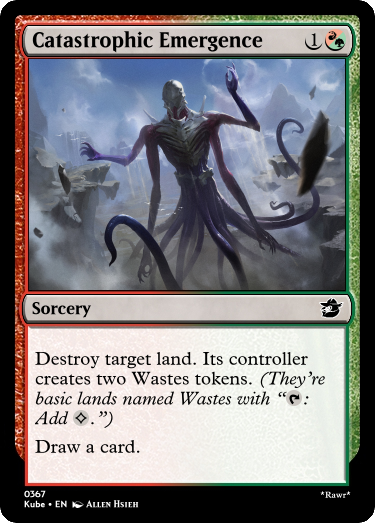 Catastrophic Emergence 1
Sorcery
Destroy target land. Its controller
creates two Wastes tokens. (They're
basic lands named Wastes with “:
Add .”)
Draw a card.
0367
*Rawr*
Kube • EN Allen Hsieh